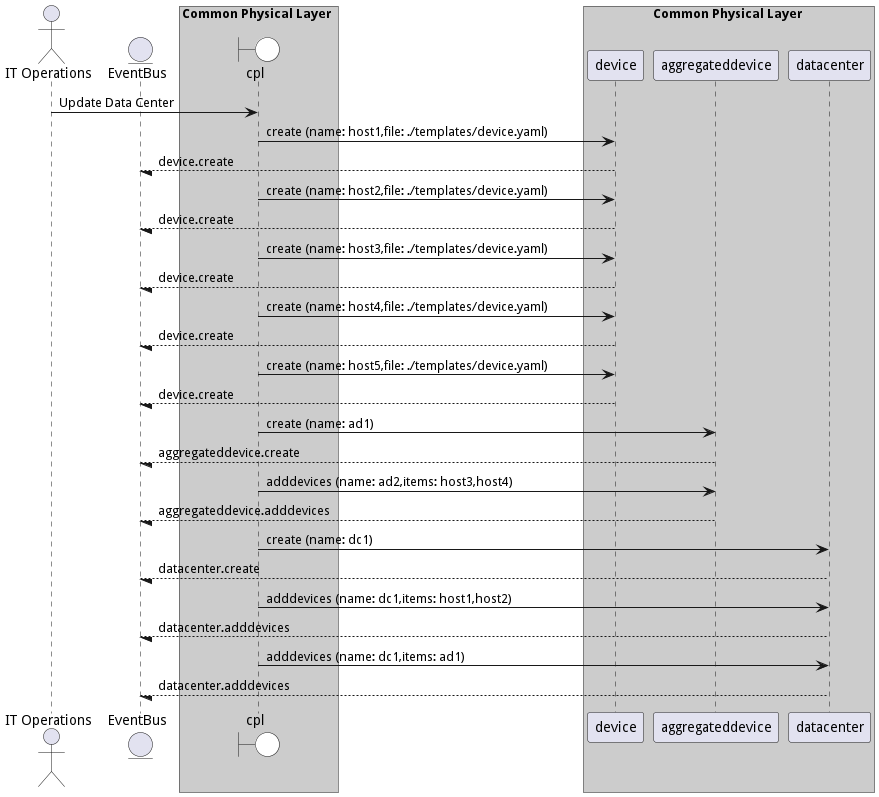 Common Physical Layer
Common Physical Layer
IT Operations
EventBus
cpl
device
aggregateddevice
datacenter
Update Data Center
create (name: host1,file: ./templates/device.yaml)
device.create
create (name: host2,file: ./templates/device.yaml)
device.create
create (name: host3,file: ./templates/device.yaml)
device.create
create (name: host4,file: ./templates/device.yaml)
device.create
create (name: host5,file: ./templates/device.yaml)
device.create
create (name: ad1)
aggregateddevice.create
adddevices (name: ad2,items: host3,host4)
aggregateddevice.adddevices
create (name: dc1)
datacenter.create
adddevices (name: dc1,items: host1,host2)
datacenter.adddevices
adddevices (name: dc1,items: ad1)
datacenter.adddevices
IT Operations
EventBus
cpl
device
aggregateddevice
datacenter